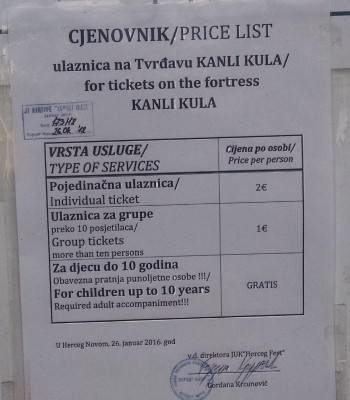 CJENOVNIK/PRICE LIST
ulaznica na Tvrđavu KANLI KULA/
for tickets on the fortress
KANLI KULA
VRSTA USLUGE/
TYPE OF SERVICES
Cijena po osobi/
Price per person
Pojedinačna ulaznica/
Individual ticket
2€
Ulaznica za grupe
preko 10 posjetilaca/
Group tickets
more than ten persons
1€
Za djecu do 10 godina
Obavezna pratnja punoljetne osobe !!!/
For children up to 10 years
Required adult accompaniment!!!
GRATIS
U Herceg Novom, 26. januar 2016. god
v.d. direktora JUK"Herceg Fest"
Gordana Krcunović